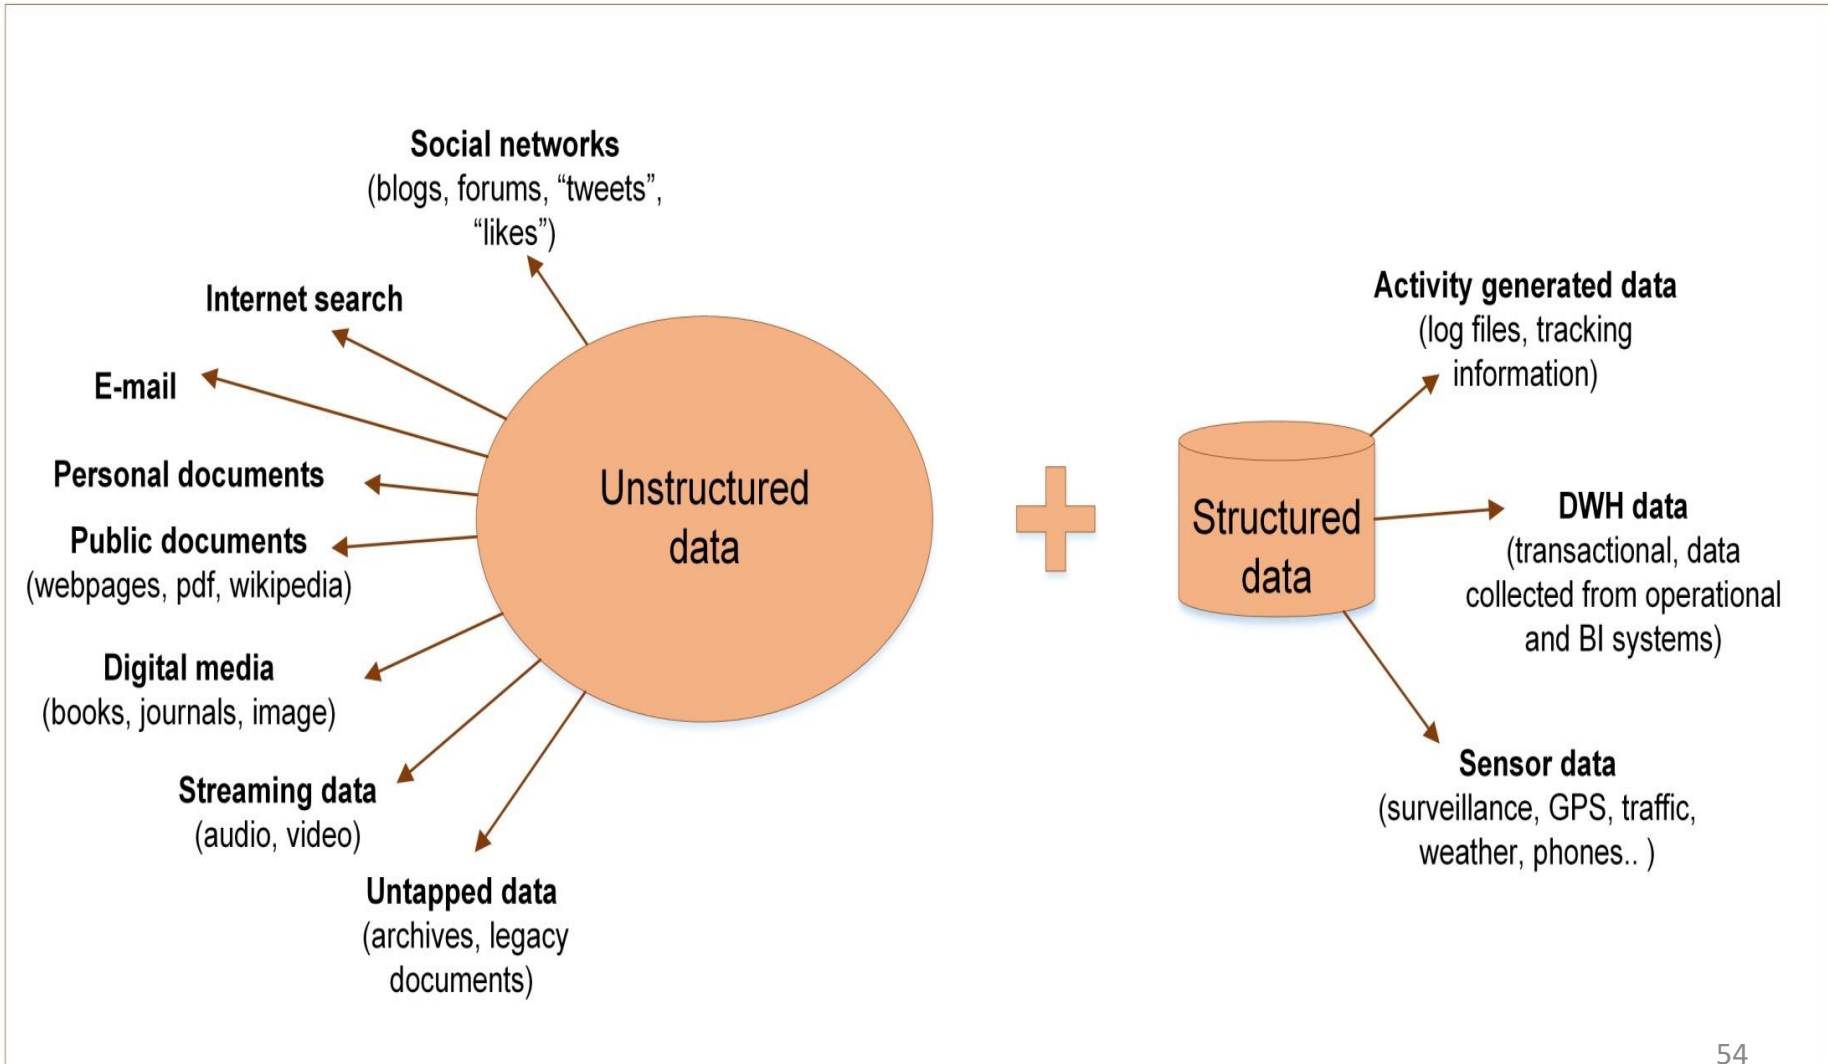 Social networks
(blogs, forums, “tweets”,
“likes”)
Internet search
E-mail
Personal documents
Public documents
(webpages, pdf, wikipedia)
Digital media
(books, journals, image)
Streaming data
(audio, video)
Untapped data
(archives, legacy
documents)
Unstructured
data
Structured
data
Activity generated data
(log files, tracking
information)
DWH data
(transactional, data
collected from operational
and BI systems)
Sensor data
(surveillance, GPS, traffic,
weather, phones.. )
54